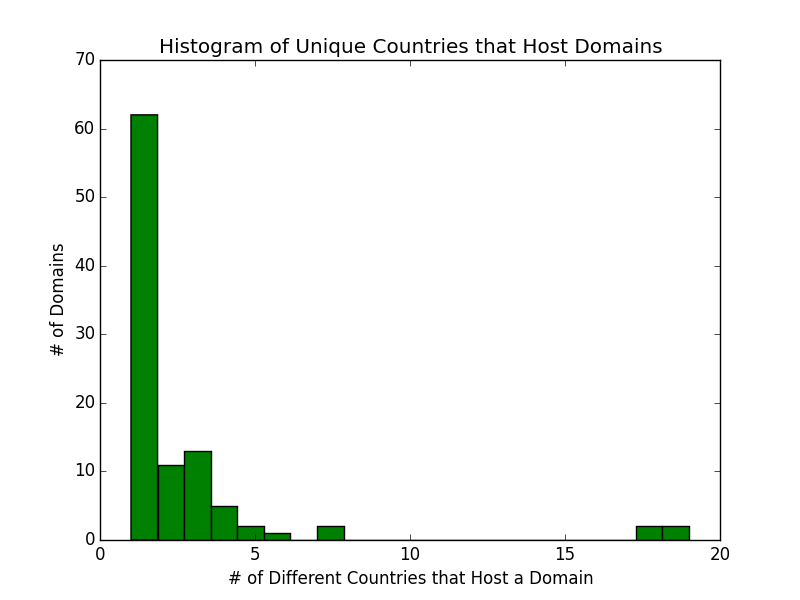 Histogram of Unique Countries that Host Domains
70
60
50
40
30
20
10
0
# of Domains
0 5 10 15 20
# of Different Countries that Host a Domain